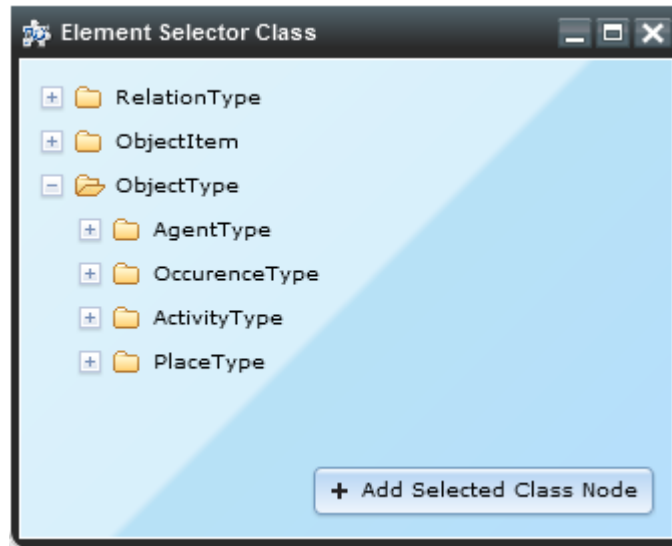 Element Selector Class
RelationType
ObjectItem
ObjectType
AgentType
OccurenceType
ActivityType
PlaceType
+ Add Selected Class Node